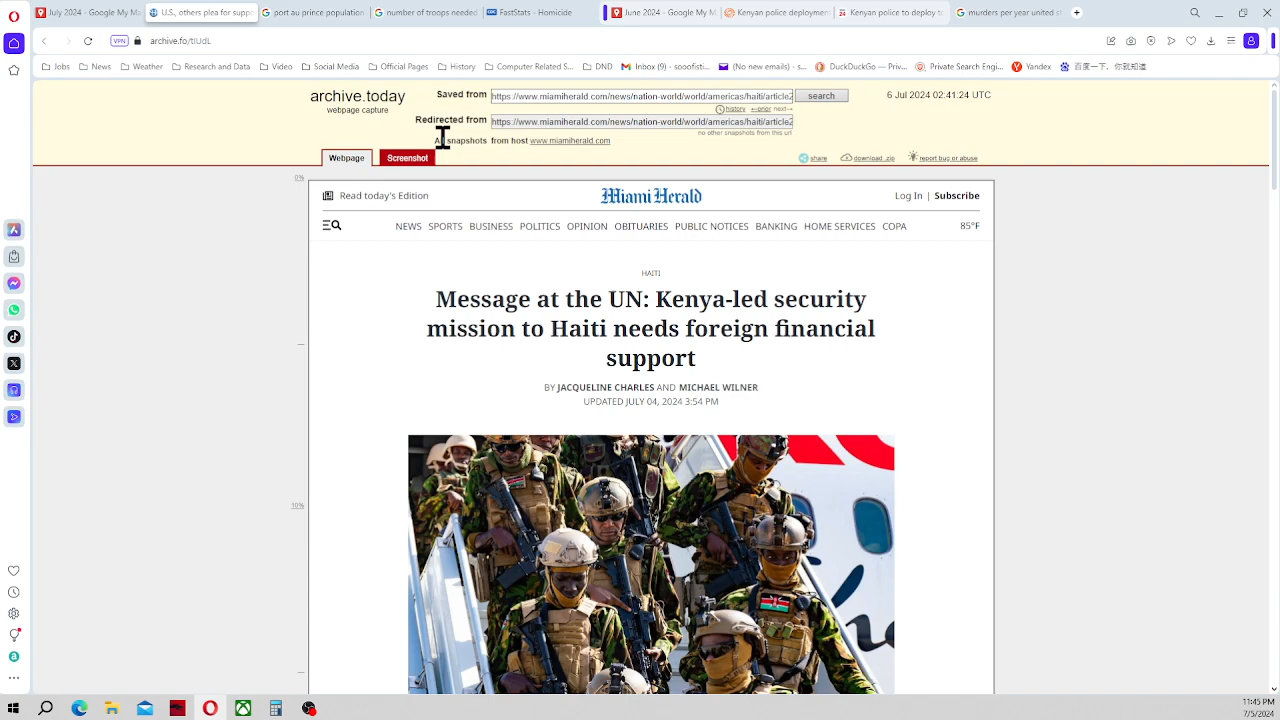 July 2024 - Google My M
U.S., others plea for supp
port au prince population
number of troops needed
FastStats - Homicide
June 2024 - Google My M
Kenyan police deployment
Kenyan police to deploy t
murders per year united st
VPN
archive.fo/tIUdL
Jobs
News
Weather
Research and Data
Video
Social Media
Official Pages
History
Computer Related S...
DND
Inbox (9) - sooofisti...
(No new emails) - s...
DuckDuckGo — Priv...
Private Search Engi...
Yandex
百度一下，你就知道
archive.today
webpage capture
Saved from
https://www.miamiherald.com/news/nation-world/world/americas/haiti/article2
search
6 Jul 2024 02:41:24 UTC
history
←prior
next→
Redirected from
https://www.miamiherald.com/news/nation-world/world/americas/haiti/article2
no other snapshots from this url
All snapshots from host www.miamiherald.com
Webpage
Screenshot
share
download .zip
report bug or abuse
0%
Read today's Edition
Miami Herald
Log In | Subscribe
NEWS SPORTS BUSINESS POLITICS OPINION OBITUARIES PUBLIC NOTICES BANKING HOME SERVICES COPA
85°F
HAITI
Message at the UN: Kenya-led security
mission to Haiti needs foreign financial
support
BY JACQUELINE CHARLES AND MICHAEL WILNER
UPDATED JULY 04, 2024 3:54 PM
10%
11:45 PM
7/5/2024